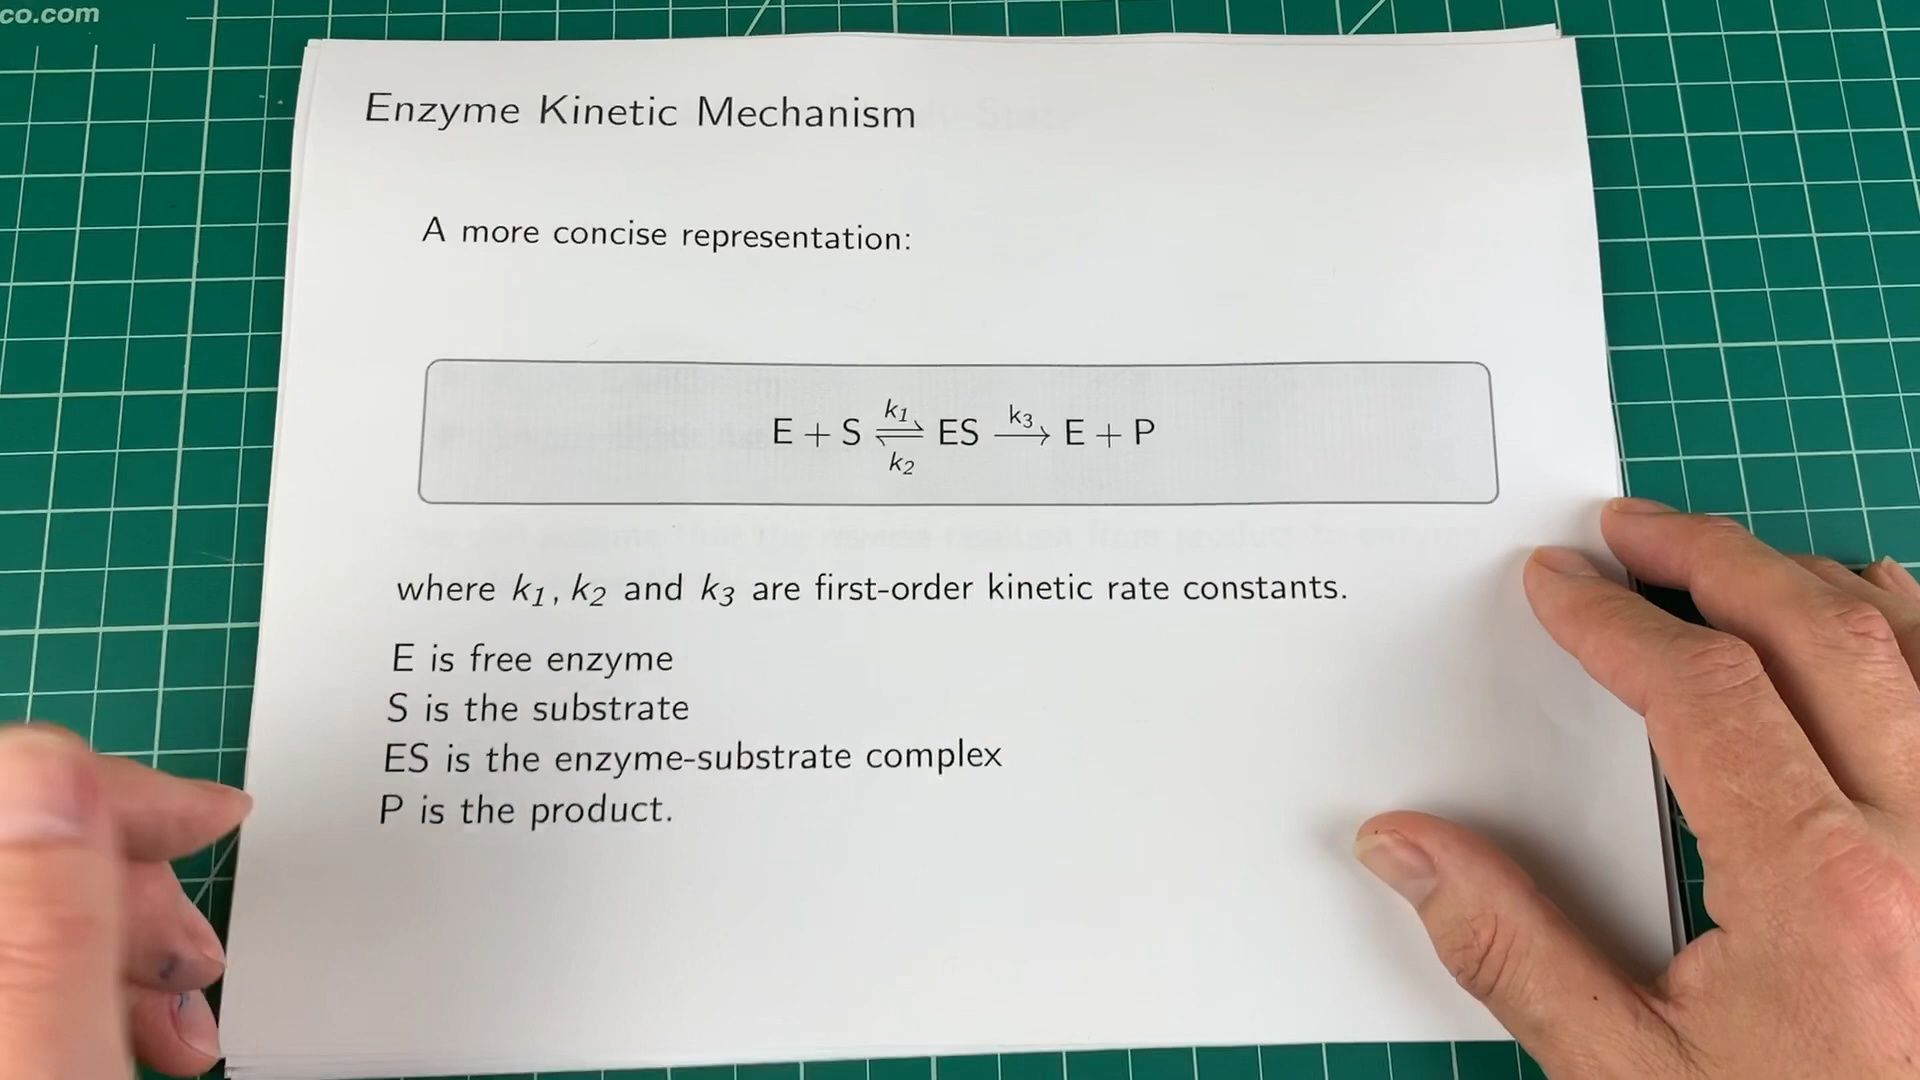 co.com
Enzyme Kinetic Mechanism
A more concise representation:
E + S ⇌ ES ⟶ E + P
k1
k2
k3
where k1, k2 and k3 are first-order kinetic rate constants.
E is free enzyme
S is the substrate
ES is the enzyme-substrate complex
P is the product.